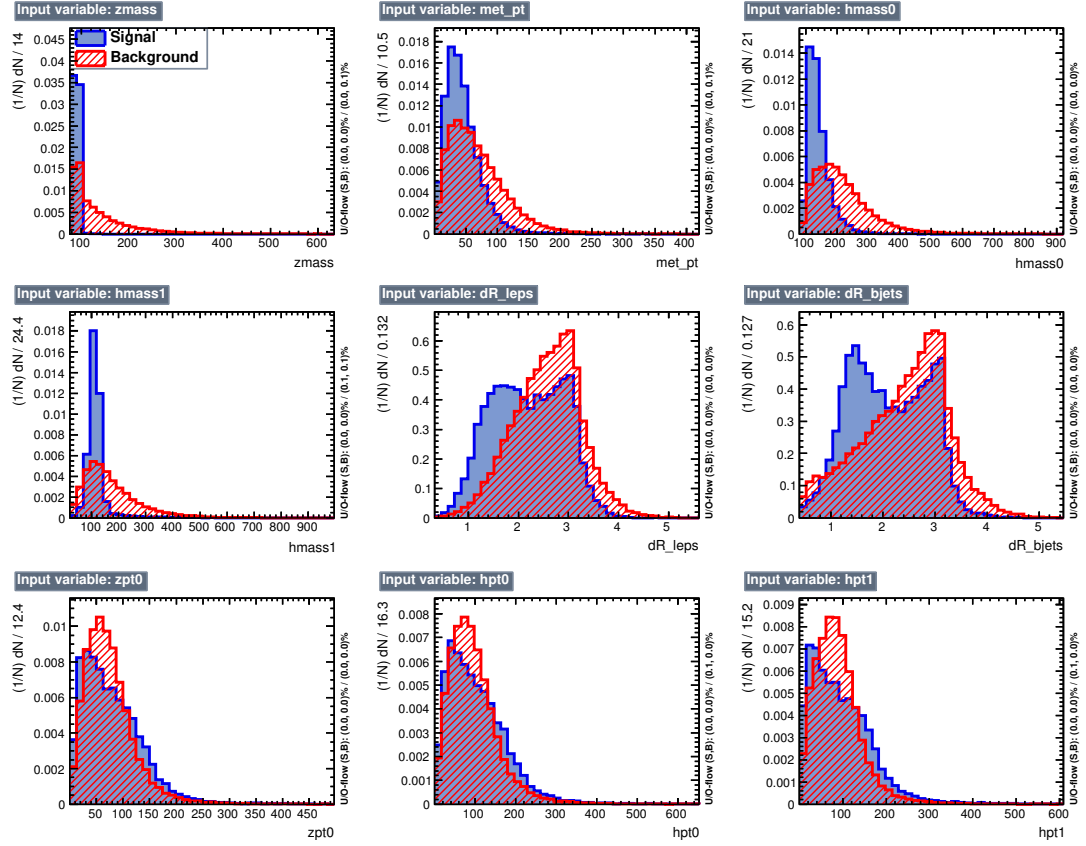 Input variable: zmass
(1/N) dN / 14
0.045
0.04
0.035
0.03
0.025
0.02
0.015
0.01
0.005
0
Signal
Background
100 200 300 400 500 600
zmass
U/O-flow (S,B): (0.0, 0.0)% / (0.0, 0.1)%
Input variable: met_pt
(1/N) dN / 10.5
0.018
0.016
0.014
0.012
0.01
0.008
0.006
0.004
0.002
0
50 100 150 200 250 300 350 400
met_pt
U/O-flow (S,B): (0.0, 0.0)% / (0.0, 0.1)%
Input variable: hmass0
(1/N) dN / 21
0.014
0.012
0.01
0.008
0.006
0.004
0.002
0
100 200 300 400 500 600 700 800 900
hmass0
U/O-flow (S,B): (0.0, 0.0)% / (0.0, 0.0)%
Input variable: hmass1
(1/N) dN / 24.4
0.018
0.016
0.014
0.012
0.01
0.008
0.006
0.004
0.002
0
100 200 300 400 500 600 700 800 900
hmass1
U/O-flow (S,B): (0.0, 0.0)% / (0.1, 0.1)%
Input variable: dR_leps
(1/N) dN / 0.132
0.6
0.5
0.4
0.3
0.2
0.1
0
1 2 3 4 5
dR_leps
U/O-flow (S,B): (0.0, 0.0)% / (0.0, 0.0)%
Input variable: dR_bjets
(1/N) dN / 0.127
0.6
0.5
0.4
0.3
0.2
0.1
0
1 2 3 4 5
dR_bjets
U/O-flow (S,B): (0.0, 0.0)% / (0.0, 0.0)%
Input variable: zpt0
(1/N) dN / 12.4
0.01
0.008
0.006
0.004
0.002
0
50 100 150 200 250 300 350 400 450
zpt0
U/O-flow (S,B): (0.0, 0.0)% / (0.0, 0.0)%
Input variable: hpt0
(1/N) dN / 16.3
0.008
0.007
0.006
0.005
0.004
0.003
0.002
0.001
0
100 200 300 400 500 600
hpt0
U/O-flow (S,B): (0.0, 0.0)% / (0.1, 0.0)%
Input variable: hpt1
(1/N) dN / 15.2
0.009
0.008
0.007
0.006
0.005
0.004
0.003
0.002
0.001
0
100 200 300 400 500 600
hpt1
U/O-flow (S,B): (0.0, 0.0)% / (0.1, 0.0)%